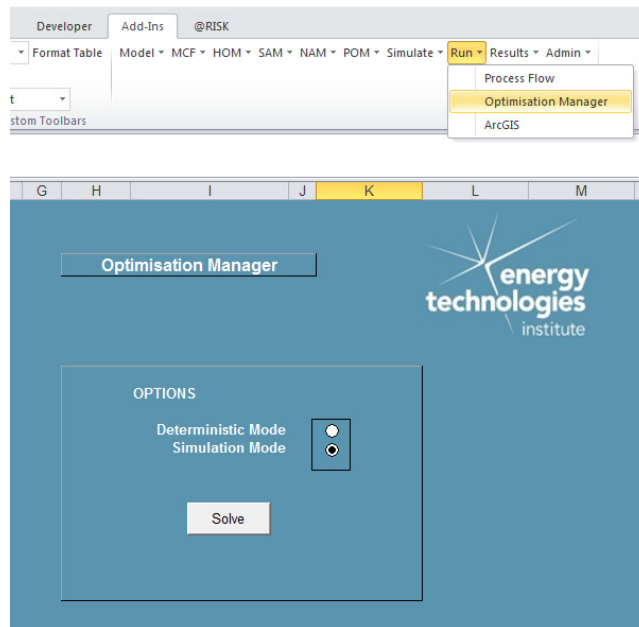 Developer Add-Ins @RISK
Format Table Model MCF HOM SAM NAM POM Simulate Run Results Admin
Process Flow
t Optimisation Manager
stom Toolbars ArcGIS
G H I J K L M
Optimisation Manager
energy
technologies
institute
OPTIONS
Deterministic Mode
Simulation Mode
Solve